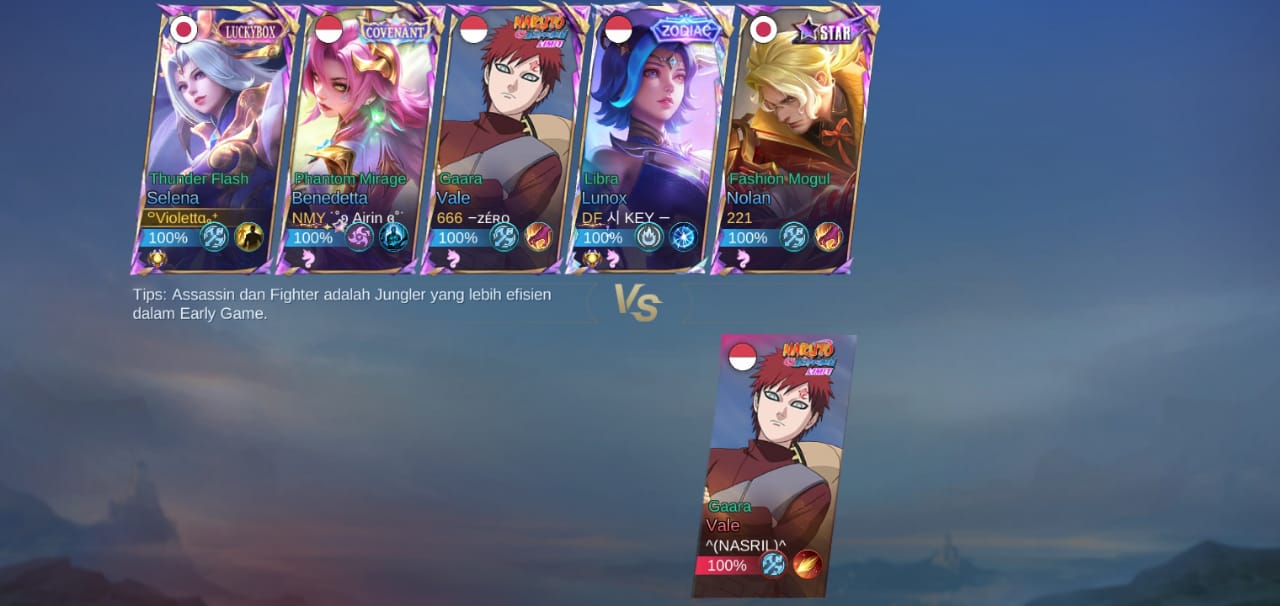 LUCKYBOX
Thunder Flash
Selena
Violetta
100%
COVENANT
Phantom Mirage
Benedetta
NMY Airin
100%
NARUTO
Gaara
Vale
666 –ZÉRO
100%
ZODIAC
Libra
Lunox
DF 시 KEY –
100%
STAR
Fashion Mogul
Nolan
221
100%
Tips: Assassin dan Fighter adalah Jungler yang lebih efisien
dalam Early Game.
VS
NARUTO
Gaara
Vale
^(NASRIL)^
100%